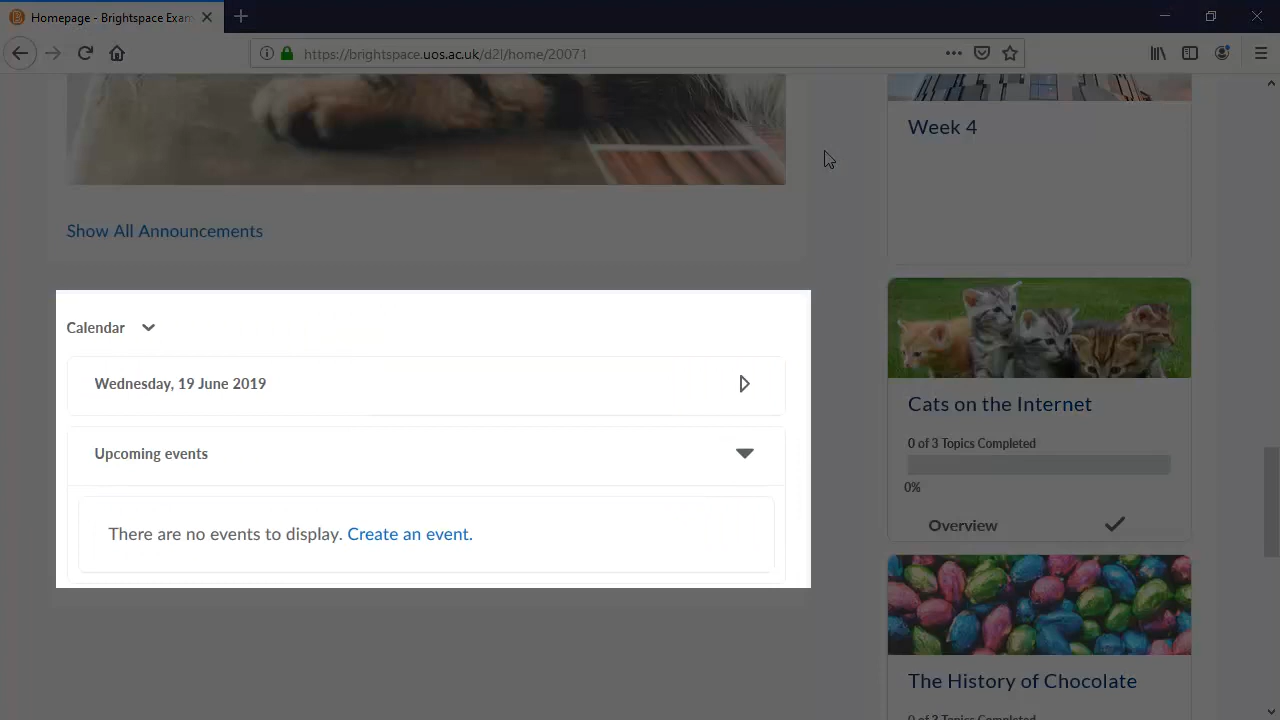 Homepage - Brightspace Exam
https://brightspace.uos.ac.uk/d2l/home/20071
Week 4
Show All Announcements
Calendar
Wednesday, 19 June 2019
Upcoming events
There are no events to display. Create an event.
Cats on the Internet
0 of 3 Topics Completed
0%
Overview
The History of Chocolate
0 of 3 Topics Completed